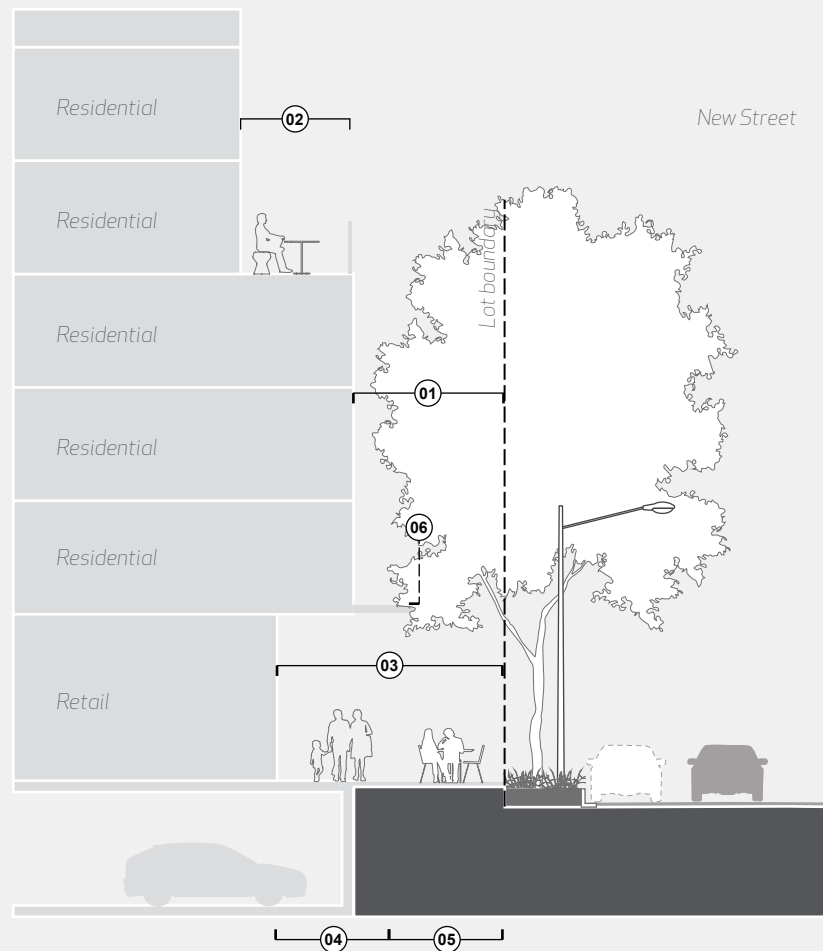 Residential
02
New Street
Residential
Lot boundary
Residential
01
Residential
06
Residential
03
Retail
04
05